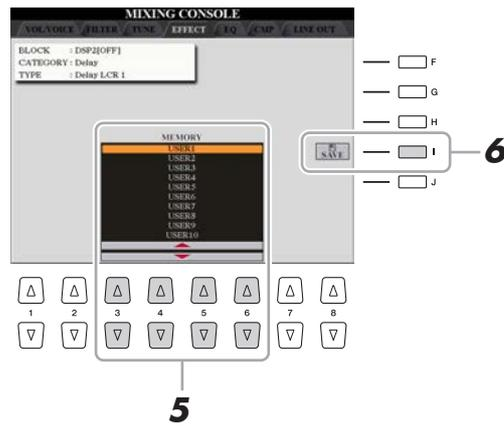 MIXING CONSOLE
VOL/VOICE FILTER TUNE EFFECT EQ CMP LINE OUT
BLOCK : DSP2[OFF]
CATEGORY : Delay
TYPE : Delay LCR 1
F
G
H
I
J
SAVE
6
MEMORY
USER1
USER2
USER3
USER4
USER5
USER6
USER7
USER8
USER9
USER10
1 2 3 4 5 6 7 8
5